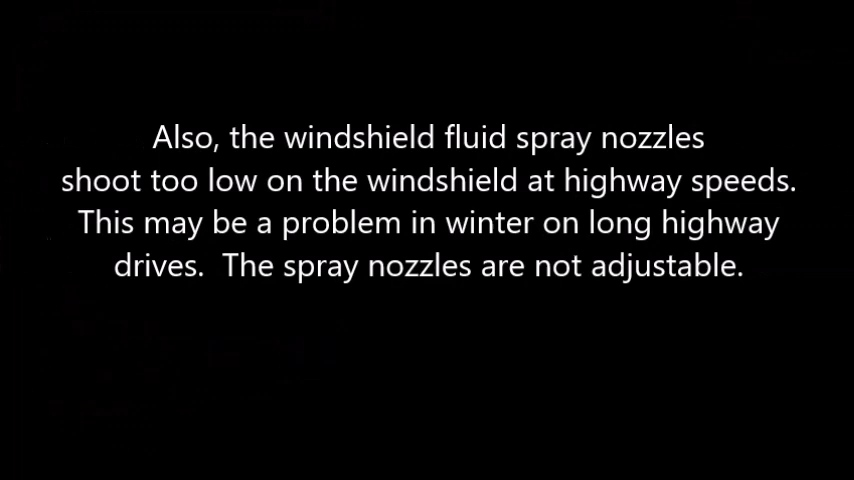 Also, the windshield fluid spray nozzles
shoot too low on the windshield at highway speeds.
This may be a problem in winter on long highway
drives.  The spray nozzles are not adjustable.